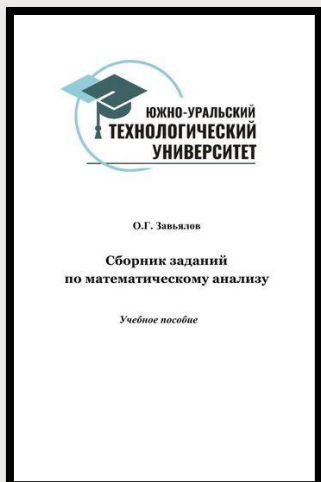 ЮЖНО-УРАЛЬСКИЙ
ТЕХНОЛОГИЧЕСКИЙ
УНИВЕРСИТЕТ
О.Г. Завьялов
Сборник заданий
по математическому анализу
Учебное пособие